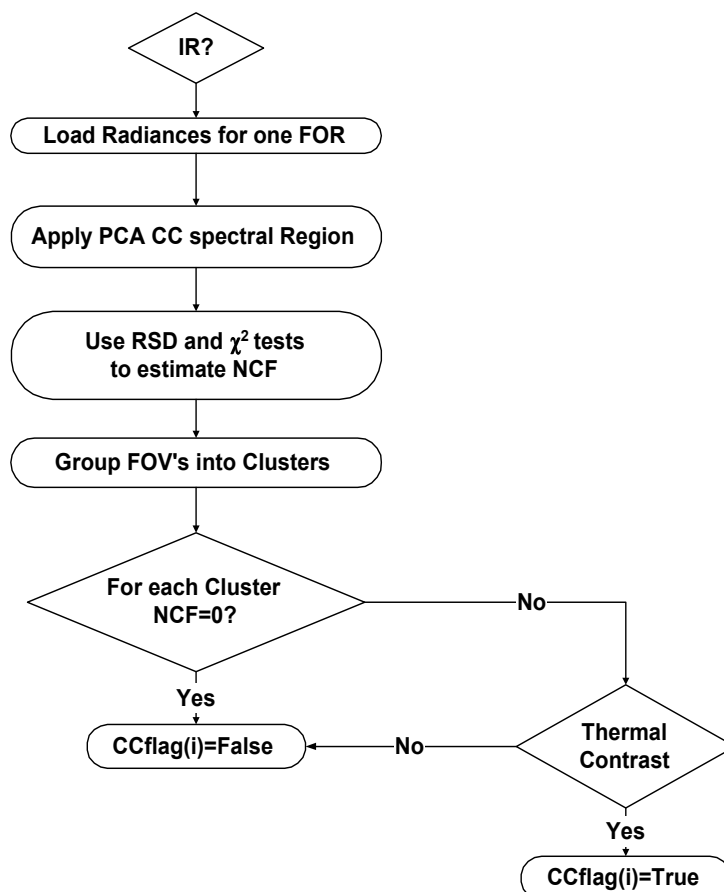 IR?
Load Radiances for one FOR
Apply PCA CC spectral Region
Use RSD and χ² tests
to estimate NCF
Group FOV's into Clusters
For each Cluster
NCF=0?
No
Yes
Thermal
Contrast
CCflag(i)=False
No
Yes
CCflag(i)=True